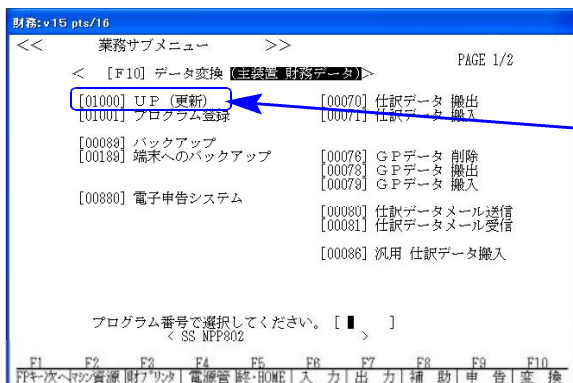 財務:v15 pts/16
<< 業務サブメニュー >>
PAGE 1/2
< [F10] データ変換 (主装置 財務データ)>
[01000] UP (更新)
[01001] プログラム登録
[00089] バックアップ
[00189] 端末へのバックアップ
[00880] 電子申告システム
[00070] 仕訳データ 搬出
[00071] 仕訳データ 搬入
[00076] GPデータ 削除
[00078] GPデータ 搬出
[00079] GPデータ 搬入
[00080] 仕訳データメール送信
[00081] 仕訳データメール受信
[00086] 汎用 仕訳データ搬入
プログラム番号で選択してください。 [ ]
< SS NPP802 >
F1 F2 F3 F4 F5 F6 F7 F8 F9 F10
FPキー次へ マシン資源 財プリンタ 電源管 終・HOME 入 力 出 力 補 助 申 告 変 換